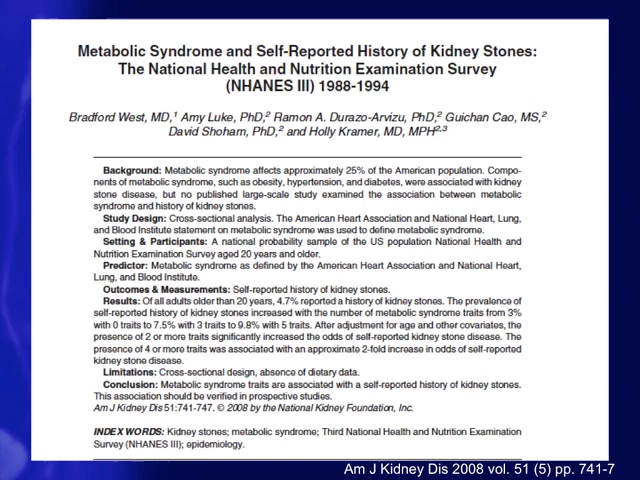 Metabolic Syndrome and Self-Reported History of Kidney Stones:
The National Health and Nutrition Examination Survey
(NHANES III) 1988-1994
Bradford West, MD,1 Amy Luke, PhD,2 Ramon A. Durazo-Arvizu, PhD,2 Guichan Cao, MS,2
David Shoham, PhD,2 and Holly Kramer, MD, MPH2,3
Background: Metabolic syndrome affects approximately 25% of the American population. Compo-
nents of metabolic syndrome, such as obesity, hypertension, and diabetes, were associated with kidney
stone disease, but no published large-scale study examined the association between metabolic
syndrome and history of kidney stones.
Study Design: Cross-sectional analysis. The American Heart Association and National Heart, Lung,
and Blood Institute statement on metabolic syndrome was used to define metabolic syndrome.
Setting & Participants: A national probability sample of the US population National Health and
Nutrition Examination Survey aged 20 years and older.
Predictor: Metabolic syndrome as defined by the American Heart Association and National Heart,
Lung, and Blood Institute.
Outcomes & Measurements: Self-reported history of kidney stones.
Results: Of all adults older than 20 years, 4.7% reported a history of kidney stones. The prevalence of
self-reported history of kidney stones increased with the number of metabolic syndrome traits from 3%
with 0 traits to 7.5% with 3 traits to 9.8% with 5 traits. After adjustment for age and other covariates, the
presence of 2 or more traits significantly increased the odds of self-reported kidney stone disease. The
presence of 4 or more traits was associated with an approximate 2-fold increase in odds of self-reported
kidney stone disease.
Limitations: Cross-sectional design, absence of dietary data.
Conclusion: Metabolic syndrome traits are associated with a self-reported history of kidney stones.
This association should be verified in prospective studies.
Am J Kidney Dis 51:741-747. © 2008 by the National Kidney Foundation, Inc.
INDEX WORDS: Kidney stones; metabolic syndrome; Third National Health and Nutrition Examination
Survey (NHANES III); epidemiology.
Am J Kidney Dis 2008 vol. 51 (5) pp. 741-7